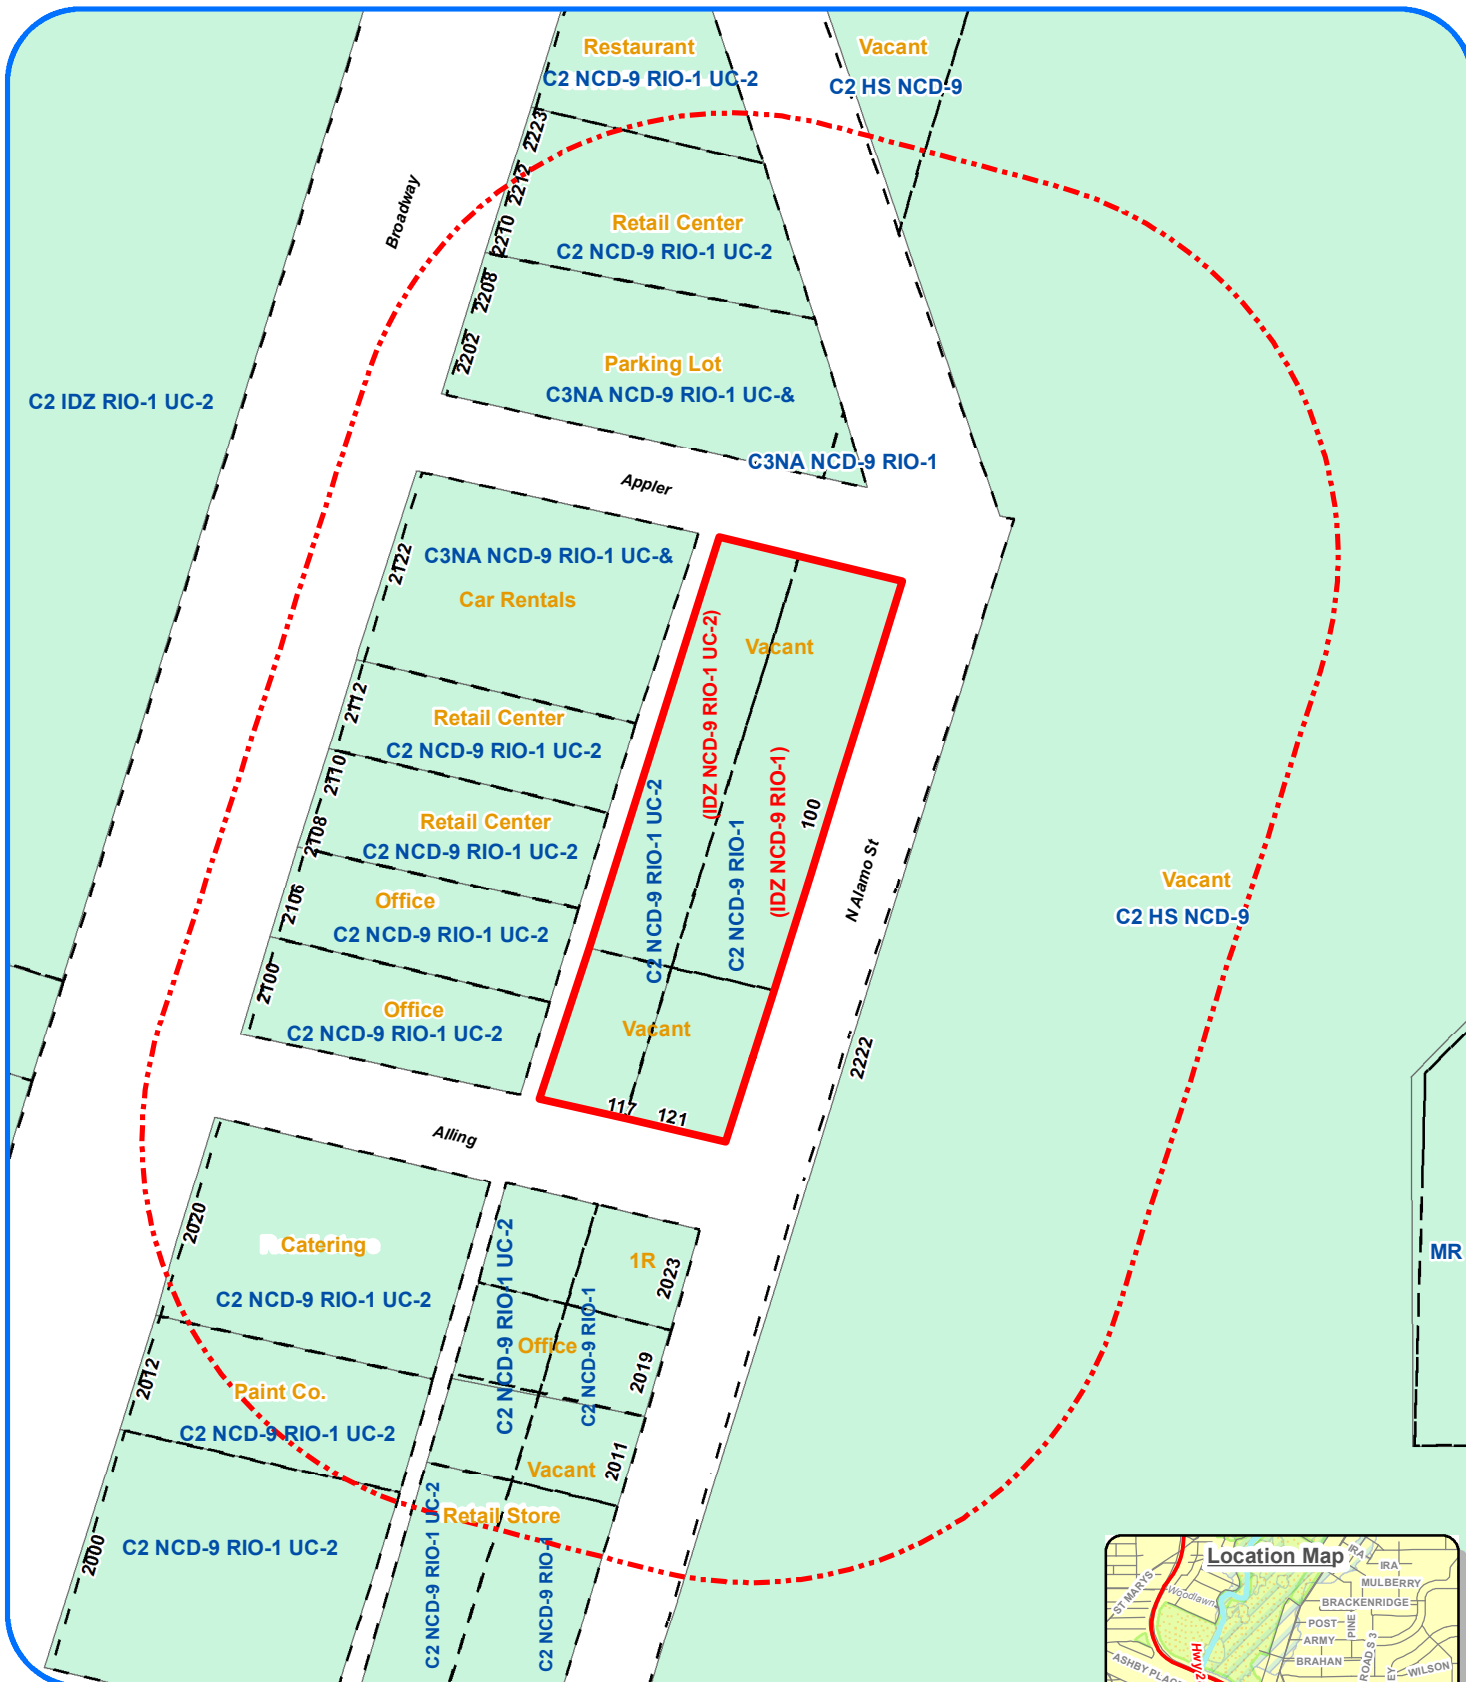 Restaurant
C2 NCD-9 RIO-1 UC-2
Vacant
C2 HS NCD-9
2223
2212
2210
2208
2202
Broadway
Retail Center
C2 NCD-9 RIO-1 UC-2
Parking Lot
C3NA NCD-9 RIO-1 UC-&
C2 IDZ RIO-1 UC-2
C3NA NCD-9 RIO-1
Appler
2122
C3NA NCD-9 RIO-1 UC-&
Car Rentals
Vacant
(IDZ NCD-9 RIO-1 UC-2)
C2 NCD-9 RIO-1 UC-2
C2 NCD-9 RIO-1
(IDZ NCD-9 RIO-1)
100
N Alamo St
2112
Retail Center
C2 NCD-9 RIO-1 UC-2
2110
2108
Retail Center
C2 NCD-9 RIO-1 UC-2
2106
Office
C2 NCD-9 RIO-1 UC-2
Vacant
C2 HS NCD-9
2100
Office
C2 NCD-9 RIO-1 UC-2
Vacant
2222
117
121
Alling
2020
Catering
C2 NCD-9 RIO-1 UC-2
C2 NCD-9 RIO-1 UC-2
1R
2023
MR
Office
C2 NCD-9 RIO-1
2019
2012
Paint Co.
C2 NCD-9 RIO-1 UC-2
Vacant
2011
Retail Store
C2 NCD-9 RIO-1 UC-2
C2 NCD-9 RIO-1
2000
C2 NCD-9 RIO-1 UC-2
Location Map
ST MARYS
Woodlawn
IRA
IRA
MULBERRY
BRACKENRIDGE
POST
PINE
ARMY
BRAHAN
WILSON
ASHBY PLAC
Hwy 2